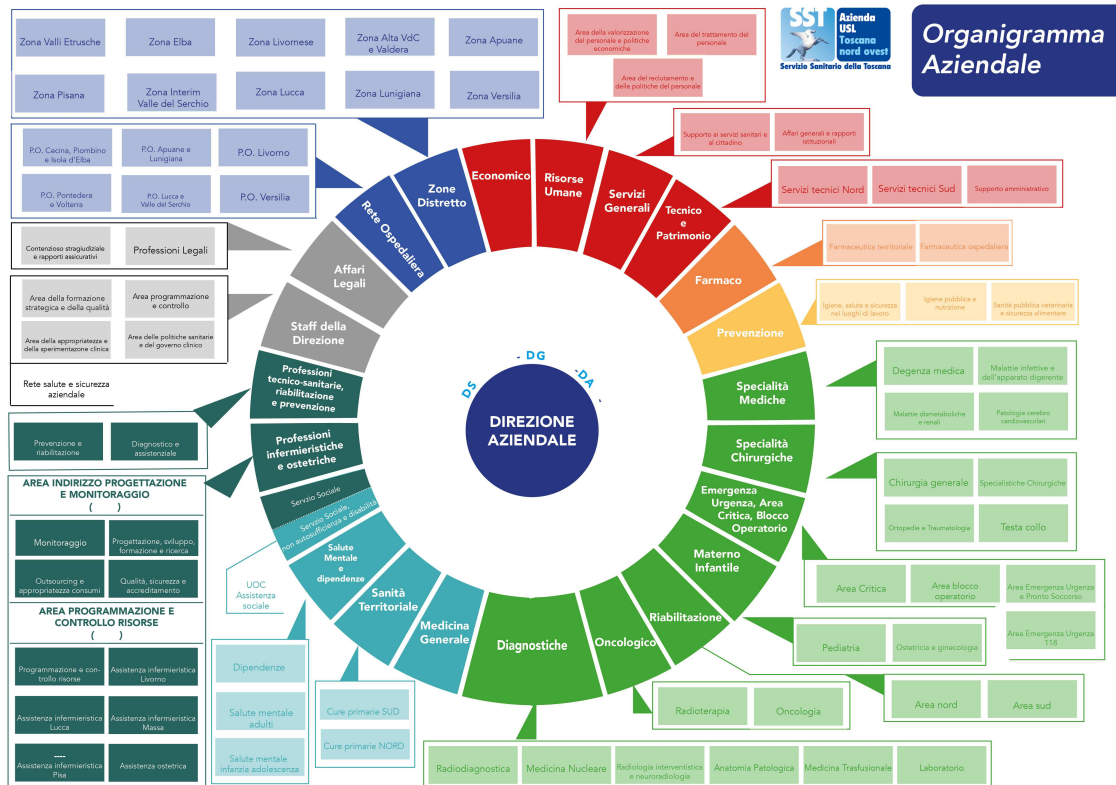 Zona Valli Etrusche
Zona Elba
Zona Livornese
Zona Alta VdC
e Valdera
Zona Apuane
Zona Pisana
Zona Interim
Valle del Serchio
Zona Lucca
Zona Lunigiana
Zona Versilia
Area della valorizzazione
del personale e politiche
economiche
Area del trattamento del
personale
Area del reclutamento e
delle politiche del personale
SST
Azienda
USL
Toscana
nord ovest
Servizio Sanitario della Toscana
Organigramma
Aziendale
P.O. Cecina, Piombino
e Isola d'Elba
P.O. Apuane e
Lunigiana
P.O. Livorno
P.O. Pontedera
e Volterra
P.O. Lucca e
Valle del Serchio
P.O. Versilia
Supporto ai servizi sanitari e
al cittadino
Affari generali e rapporti
istituzionali
Servizi tecnici Nord
Servizi tecnici Sud
Supporto amministrativo
Contenzioso stragiudiziale
e rapporti assicurativi
Professioni Legali
Farmaceutica territoriale
Farmaceutica ospedaliera
Area della formazione
strategica e della qualità
Area programmazione
e controllo
Area della appropriatezza e
della sperimentazione clinica
Area delle politiche sanitarie
e del governo clinico
Rete salute e sicurezza
aziendale
Igiene, salute e sicurezza
nei luoghi di lavoro
Igiene pubblica e
nutrizione
Sanità pubblica veterinaria
e sicurezza alimentare
Economico
Risorse
Umane
Servizi
Generali
Tecnico
e
Patrimonio
Farmaco
Prevenzione
Specialità
Mediche
Specialità
Chirurgiche
Emergenza
Urgenza, Area
Critica, Blocco
Operatorio
Materno
Infantile
Riabilitazione
Oncologico
Diagnostiche
Medicina
Generale
Sanità
Territoriale
Salute
Mentale
e
dipendenze
Servizio Sociale,
non autosufficienza e disabilità
Servzio Sociale
Professioni
infermieristiche
e ostetriche
Professioni
tecnico-sanitarie,
riabilitazione
e prevenzione
Staff della
Direzione
Affari
Legali
Rete Ospedaliera
Zone
Distretto
DS
- DG
-DA -
DIREZIONE
AZIENDALE
Degenza medica
Malattie infettive e
dell'apparato digerente
Malattie dismetaboliche
e renali
Patologie cerebro
cardiovascolari
Chirurgia generale
Specialistiche Chirurgiche
Ortopedie e Traumatologia
Testa collo
Area Critica
Area blocco
operatorio
Area Emergenza Urgenza
e Pronto Soccorso
Area Emergenza Urgenza
118
Pediatria
Ostatricia a ginecologia
Area nord
Area sud
Radioterapia
Oncologia
Radiodiagnostica
Medicina Nucleare
Radiologia interventistica
e neuroradiologia
Anatomia Patologica
Medicina Trasfusionale
Laboratorio
Prevenzione e
riabilitazione
Diagnostico e
assistenziale
AREA INDIRIZZO PROGETTAZIONE
E MONITORAGGIO
( )
Monitoraggio
Progettazione, sviluppo,
formazione e ricerca
Outsourcing e
appropriatezza consumi
Qualità, sicurezza e
accreditamento
AREA PROGRAMMAZIONE E
CONTROLLO RISORSE
( )
Programmazione e con-
trollo risorse
Assistenza infermieristica
Livorno
Assistenza infermieristica
Lucca
Assistenza infermieristica
Massa
----
Assistenza infermieristica
Pisa
Assistenza ostetrica
UOC
Assistenza
sociale
Dipendenze
Salute mentale
adulti
Salute mentale
infanzia adolescenza
Cure primarie SUD
Cure primarie NORD